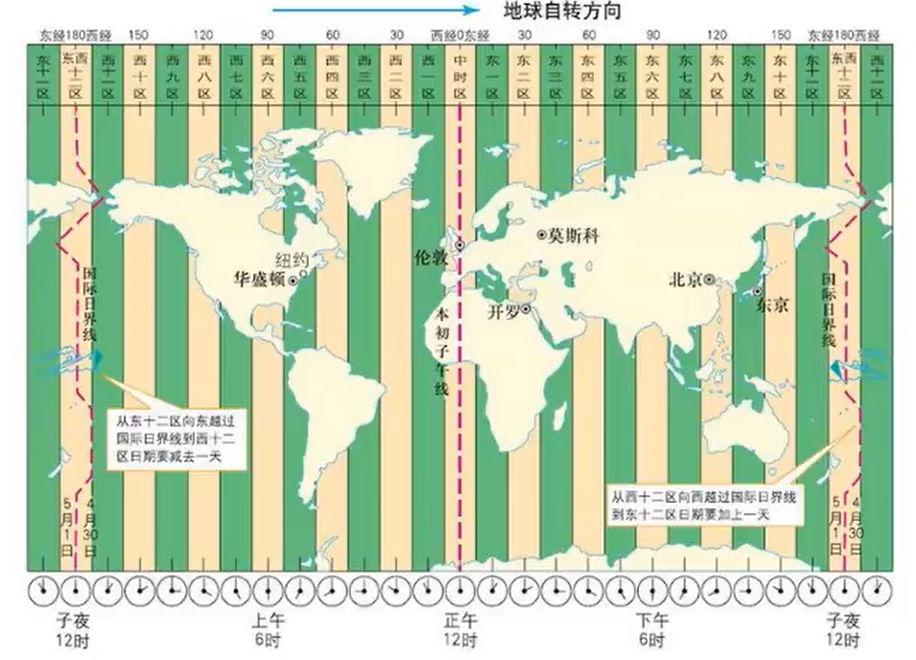 地球自转方向
东经180西经 150 120 90 60 30 西经0东经 30 60 90 120 150 东经180西经
东十一区 东西十二区 西十一区 西十区 西九区 西八区 西七区 西六区 西五区 西四区 西三区 西二区 西一区 中时区 东一区 东二区 东三区 东四区 东五区 东六区 东七区 东八区 东九区 东十区 东十一区 东西十二区 西十一区
莫斯科
伦敦
纽约
华盛顿
北京
东京
开罗
国际日界线
本初子午线
国际日界线
从东十二区向东越过
国际日界线到西十二
区日期要减去一天
从西十二区向西越过国际日界线
到东十二区日期要加上一天
5月1日
4月30日
5月1日
4月30日
子夜 上午 正午 下午 子夜
12时 6时 12时 6时 12时